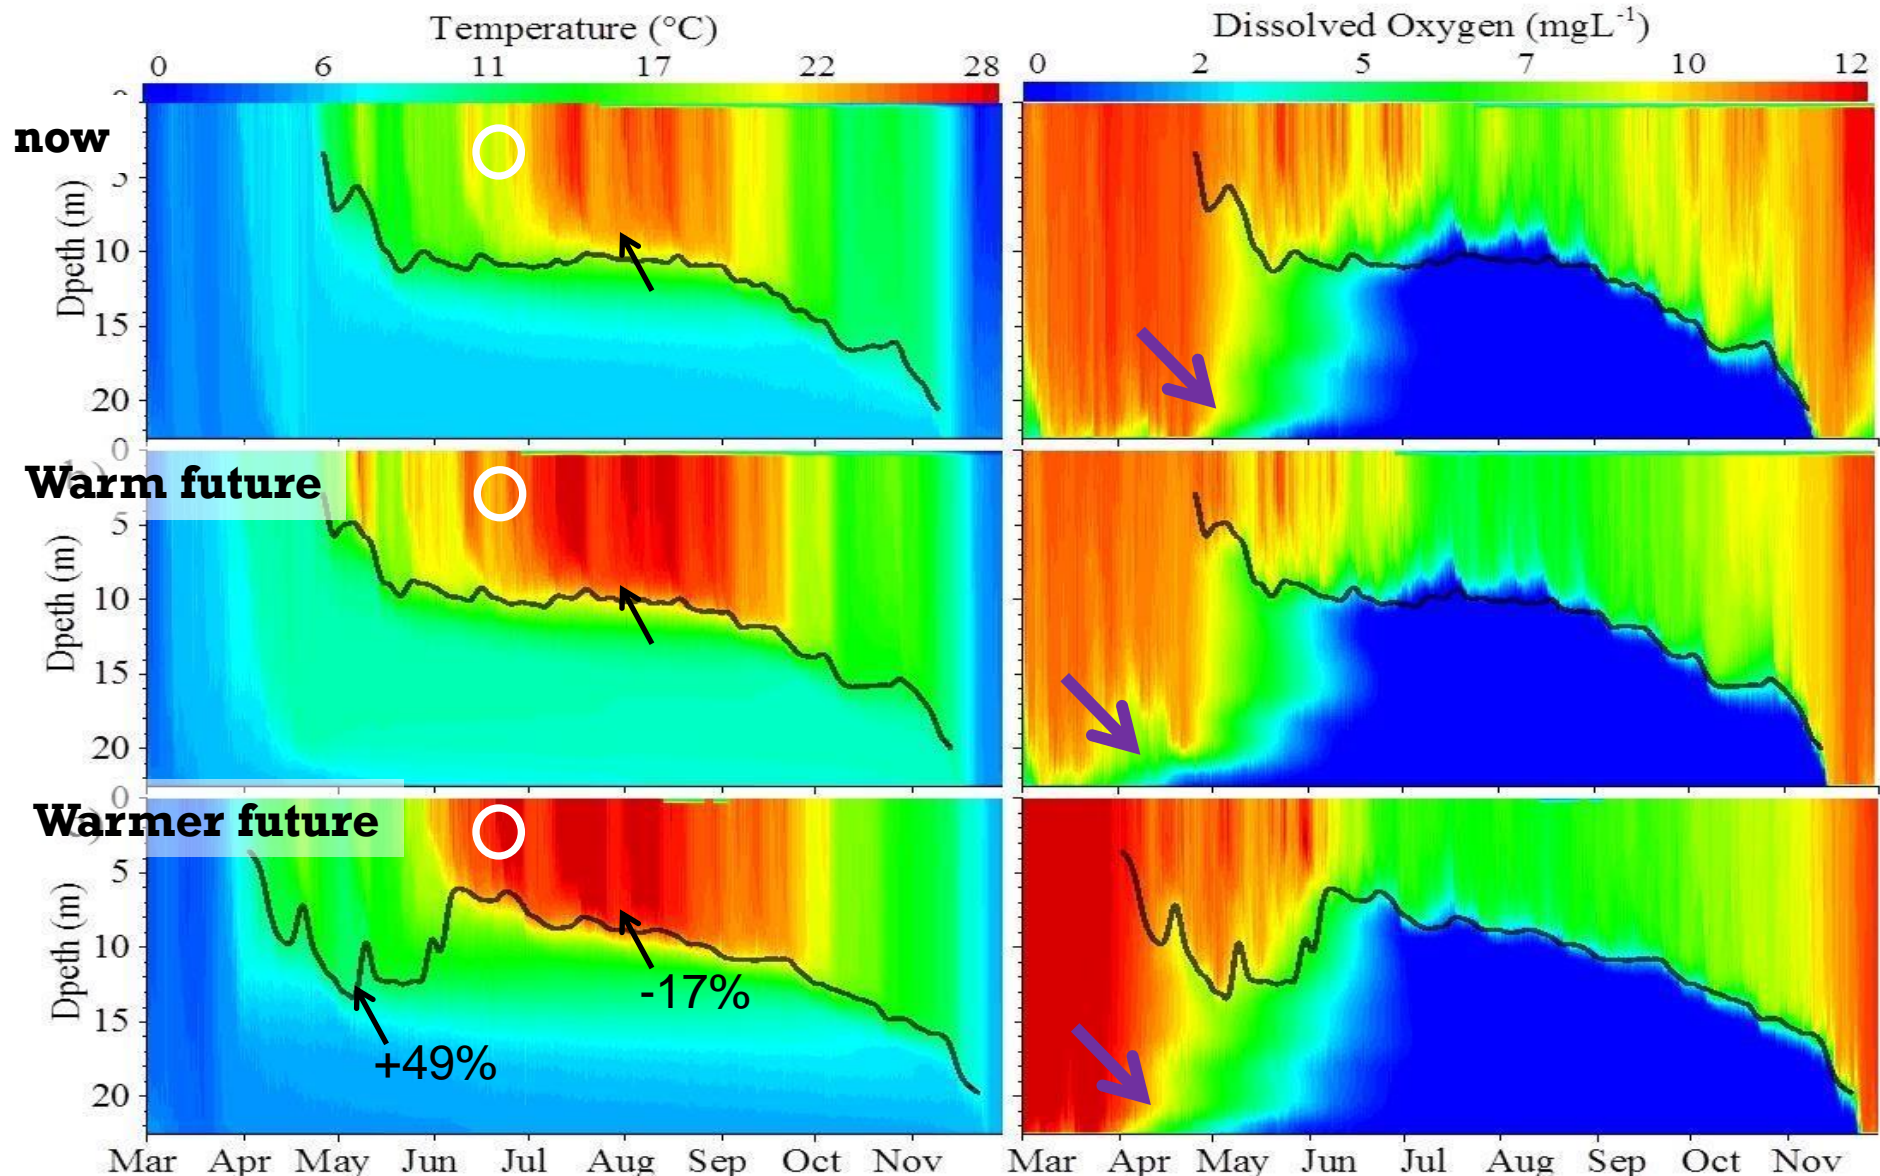 Temperature (°C)
Dissolved Oxygen (mgL-1)
0 6 11 17 22 28
0 2 5 7 10 12
now
5
10
15
20
Dpeth (m)
0
Warm future
5
10
15
20
Dpeth (m)
0
Warmer future
5
10
15
20
Dpeth (m)
-17%
+49%
Mar Apr May Jun Jul Aug Sep Oct Nov
Mar Apr May Jun Jul Aug Sep Oct Nov